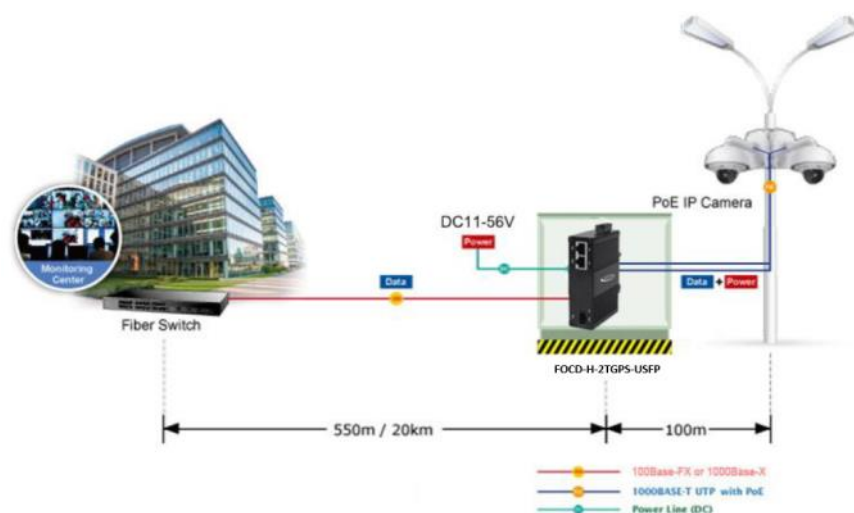 PoE IP Camera
DC11-56V
Power
Monitoring
Center
Data
Data + Power
Fiber Switch
FOCD-H-2TGPS-USFP
550m / 20km
100m
100Base-FX or 1000Base-X
1000BASE-T UTP with PoE
Power Line (DC)